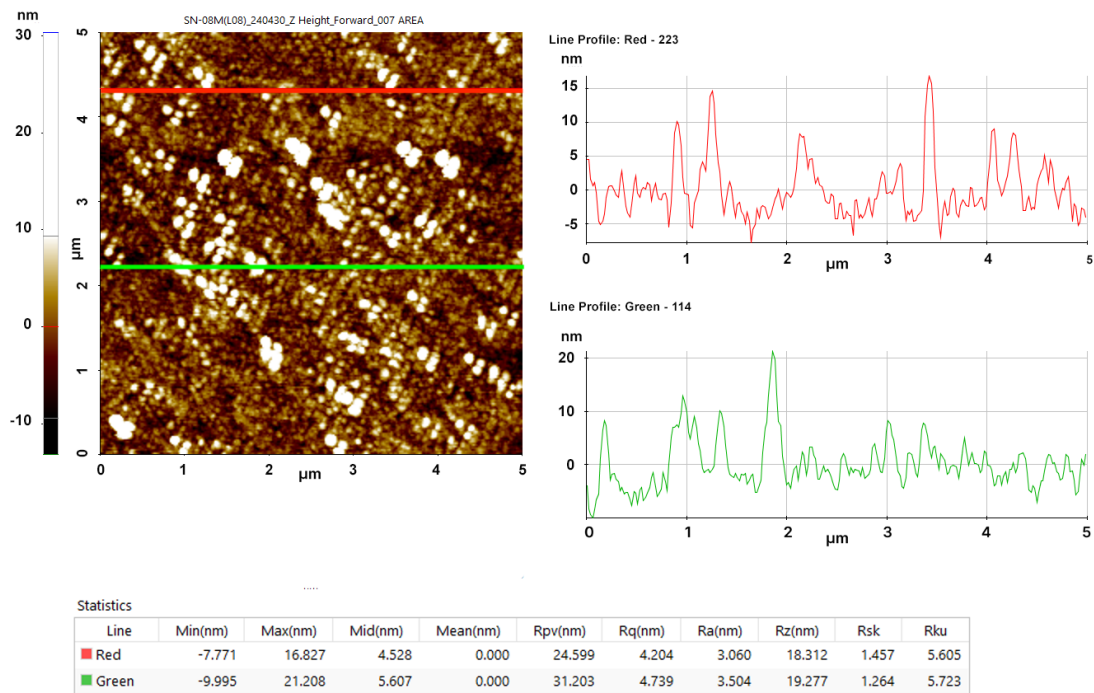 SN-08M(L08)_240430_Z Height_Forward_007 AREA
nm
30
20
10
0
-10
5
4
3
2
1
0
µm
0 1 2 3 4 5
µm
Line Profile: Red - 223
nm
15
10
5
0
-5
0 1 2 3 4 5
µm
Line Profile: Green - 114
nm
20
10
0
0 1 2 3 4 5
µm
Statistics
Line Min(nm) Max(nm) Mid(nm) Mean(nm) Rpv(nm) Rq(nm) Ra(nm) Rz(nm) Rsk Rku
Red -7.771 16.827 4.528 0.000 24.599 4.204 3.060 18.312 1.457 5.605
Green -9.995 21.208 5.607 0.000 31.203 4.739 3.504 19.277 1.264 5.723